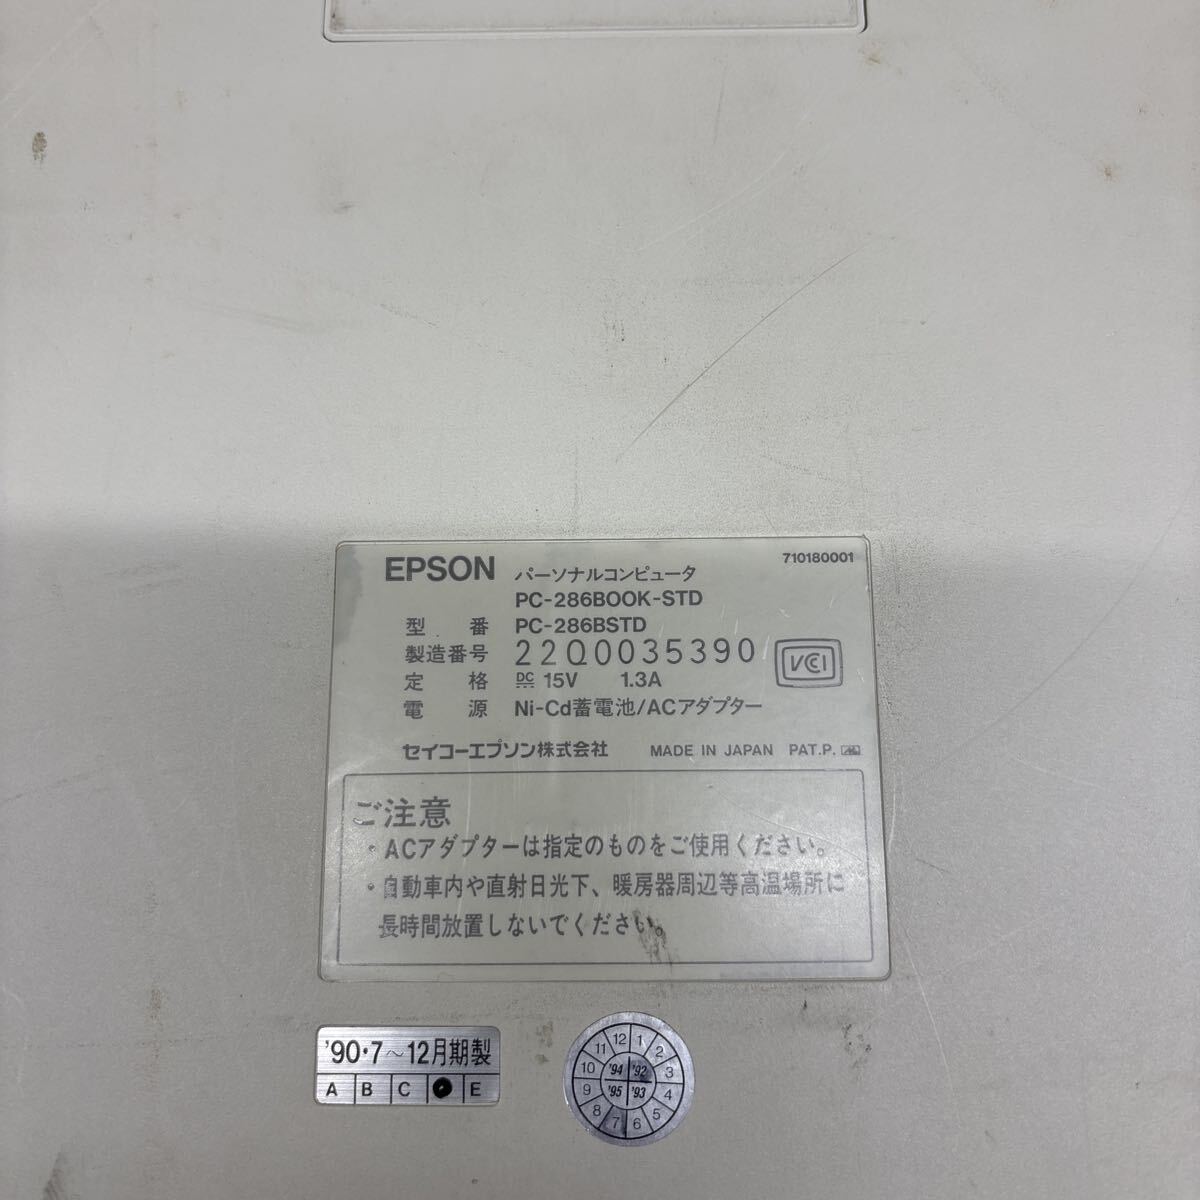 EPSON パーソナルコンピュータ 710180001
PC-286BOOK-STD
型番 PC-286BSTD
製造番号 22Q0035390
定格 DC 15V 1.3A
VCI
電源 Ni-Cd蓄電池/ACアダプター
セイコーエプソン株式会社 MADE IN JAPAN PAT.P.
ご注意
・ACアダプターは指定のものをご使用ください。
・自動車内や直射日光下、暖房器周辺等高温場所に
長時間放置しないでください。
'90・7～12月期製
A B C E
12 1 2 3 4 5 6 7 8 9 10 11
'94 '92
'95 '93